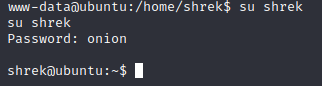 www-data@ubuntu:/home/shrek$ su shrek
su shrek
Password: onion
shrek@ubuntu:~$